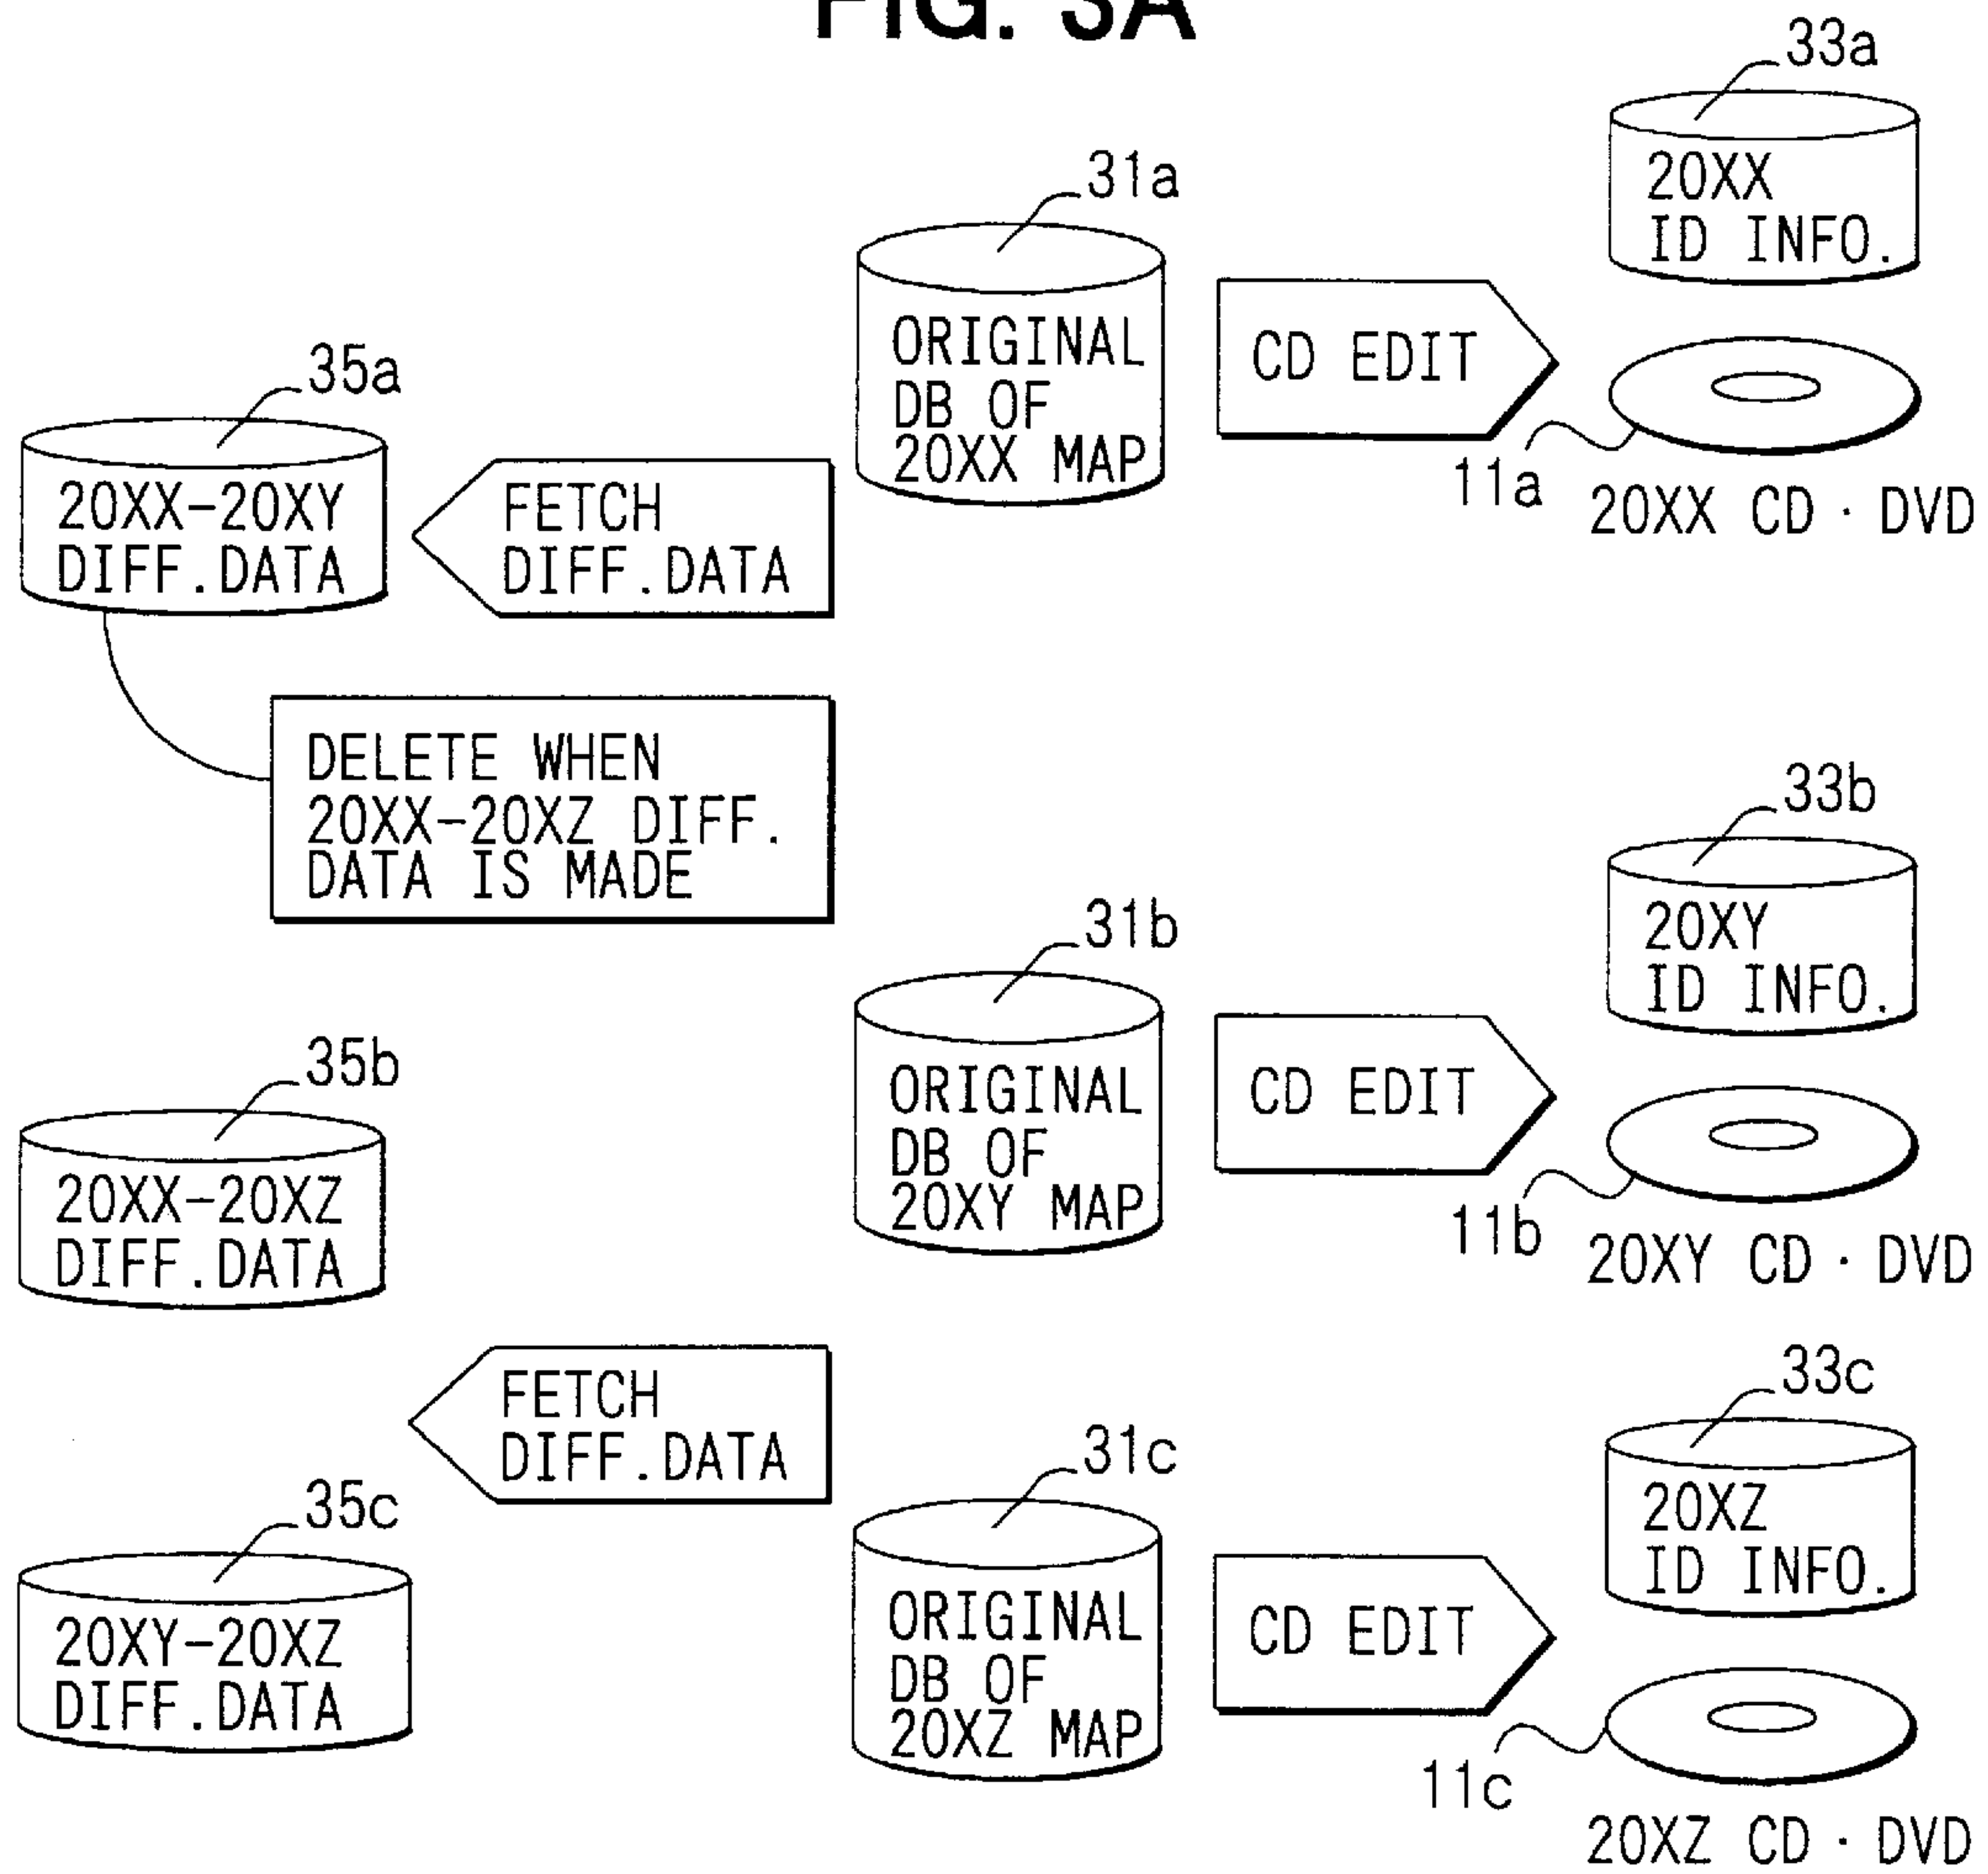 FIG. 3A
33a
20XX
ID INFO.
31a
ORIGINAL
DB OF
20XX MAP
CD EDIT
11a
20XX CD · DVD
35a
20XX-20XY
DIFF.DATA
FETCH
DIFF.DATA
DELETE WHEN
20XX-20XZ DIFF.
DATA IS MADE
33b
20XY
ID INFO.
31b
ORIGINAL
DB OF
20XY MAP
CD EDIT
11b
20XY CD · DVD
35b
20XX-20XZ
DIFF.DATA
FETCH
DIFF.DATA
33c
20XZ
ID INFO.
31c
ORIGINAL
DB OF
20XZ MAP
CD EDIT
11c
20XZ CD · DVD
35c
20XY-20XZ
DIFF.DATA